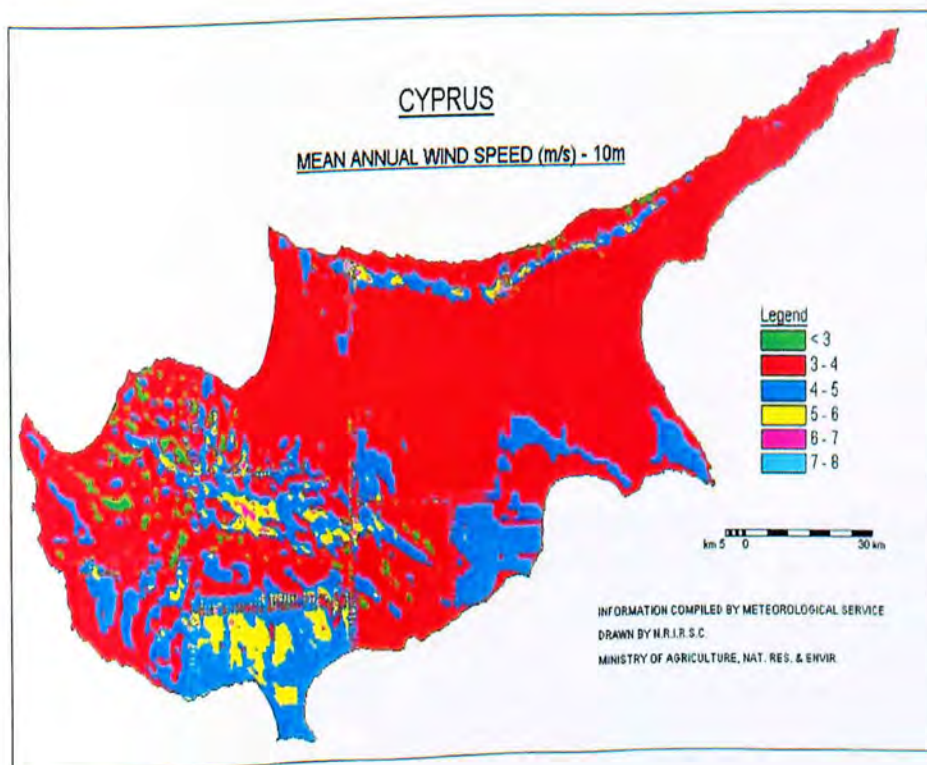 CYPRUS
MEAN ANNUAL WIND SPEED (m/s) - 10m
Legend
< 3
3 - 4
4 - 5
5 - 6
6 - 7
7 - 8
km 5 0 30 km
INFORMATION COMPILED BY METEOROLOGICAL SERVICE
DRAWN BY N.R.I.R.S.C.
MINISTRY OF AGRICULTURE, NAT. RES. & ENVIR.